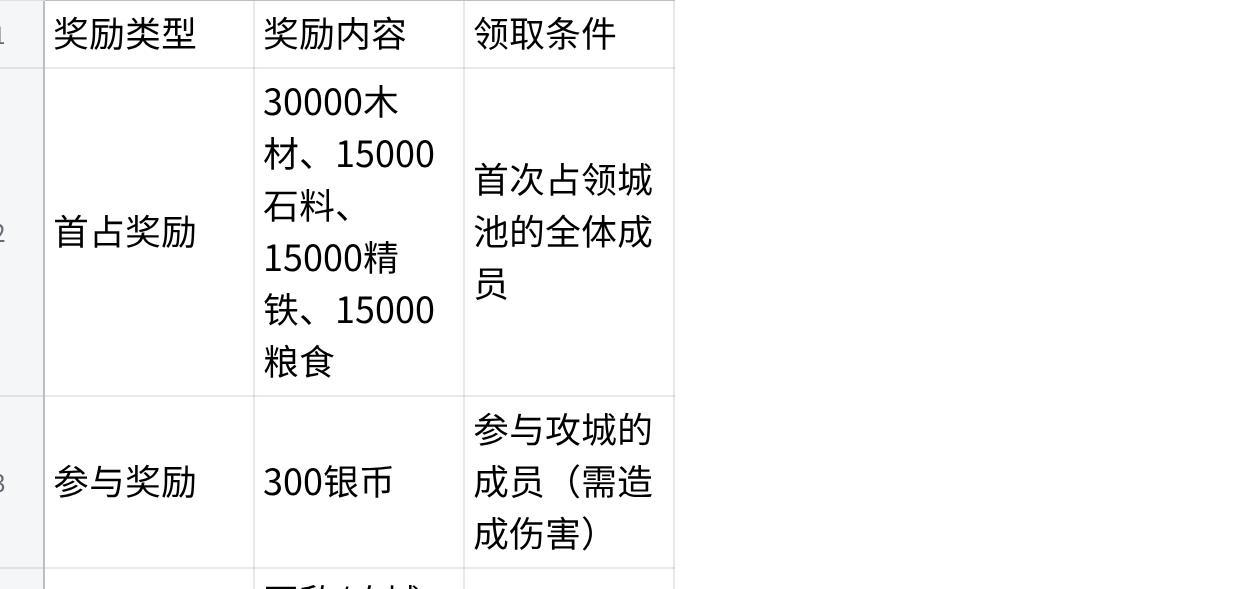 奖励类型 奖励内容 领取条件
首占奖励
30000木
材、15000
石料、
15000精
铁、15000
粮食
首次占领城
池的全体成
员
参与奖励
300银币
参与攻城的
成员（需造
成伤害）